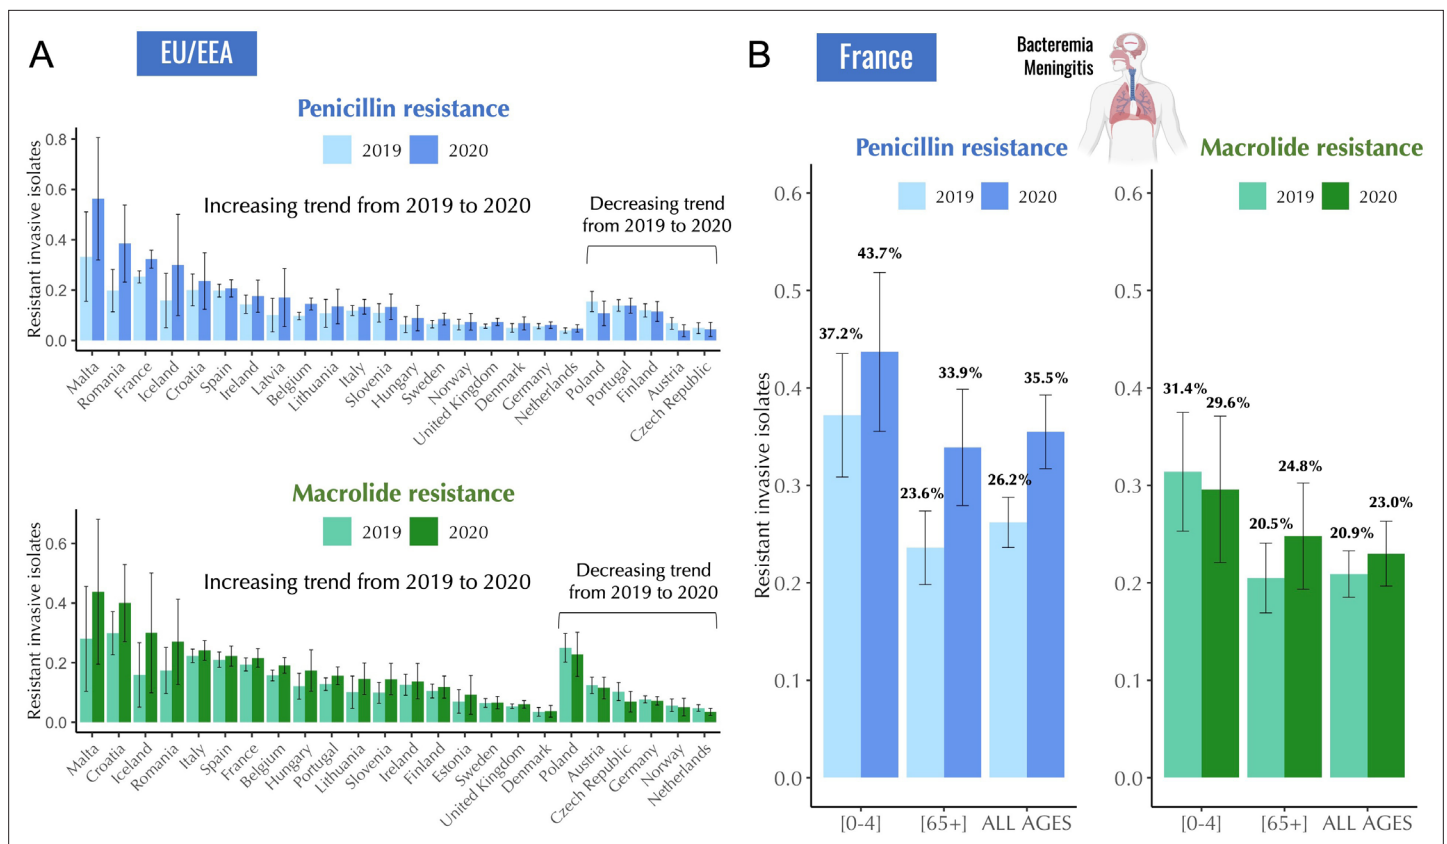 A
EU/EEA
Penicillin resistance
2019
2020
Increasing trend from 2019 to 2020
Decreasing trend
from 2019 to 2020
Resistant invasive isolates
0.8
0.6
0.4
0.2
0.0
Malta
Romania
France
Iceland
Croatia
Spain
Ireland
Latvia
Belgium
Lithuania
Italy
Slovenia
Hungary
Sweden
Norway
United Kingdom
Denmark
Germany
Netherlands
Poland
Portugal
Finland
Austria
Czech Republic
Macrolide resistance
2019
2020
Increasing trend from 2019 to 2020
Decreasing trend
from 2019 to 2020
Resistant invasive isolates
0.6
0.4
0.2
0.0
Malta
Croatia
Iceland
Romania
Italy
Spain
France
Belgium
Hungary
Portugal
Lithuania
Slovenia
Ireland
Finland
Estonia
Sweden
United Kingdom
Denmark
Poland
Austria
Czech Republic
Germany
Norway
Netherlands
B
France
Bacteremia
Meningitis
Penicillin resistance
2019
2020
Resistant invasive isolates
0.6
0.5
0.4
0.3
0.2
0.1
0.0
37.2%
43.7%
23.6%
33.9%
26.2%
35.5%
[0-4]
[65+]
ALL AGES
Macrolide resistance
2019
2020
0.6
0.5
0.4
0.3
0.2
0.1
0.0
31.4%
29.6%
20.5%
24.8%
20.9%
23.0%
[0-4]
[65+]
ALL AGES